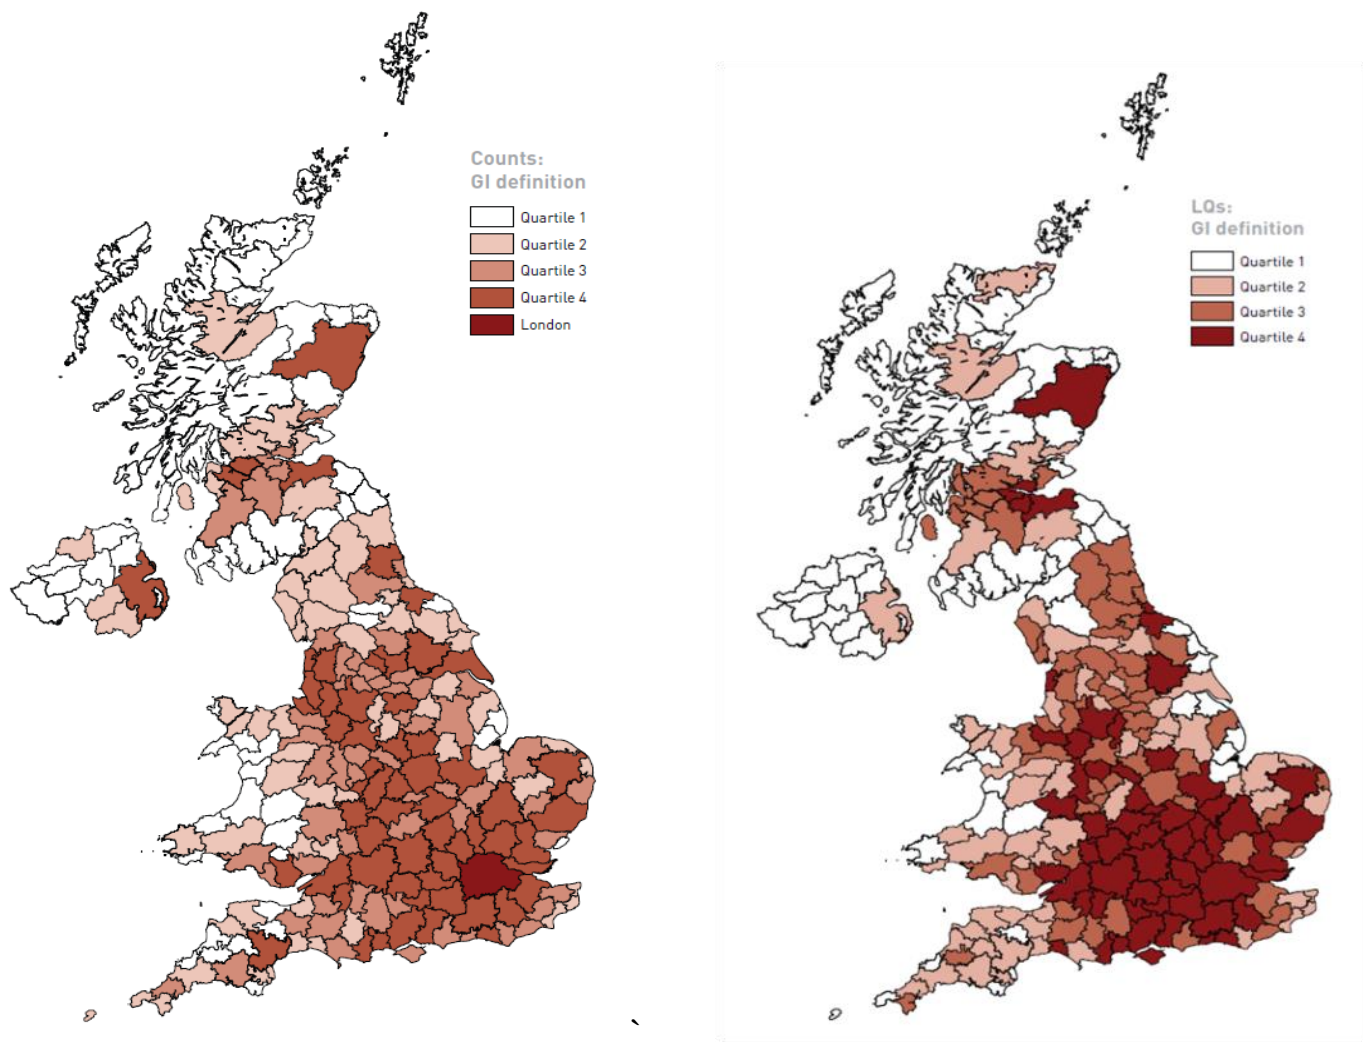 Counts:
GI definition
Quartile 1
Quartile 2
Quartile 3
Quartile 4
London
LQs:
GI definition
Quartile 1
Quartile 2
Quartile 3
Quartile 4